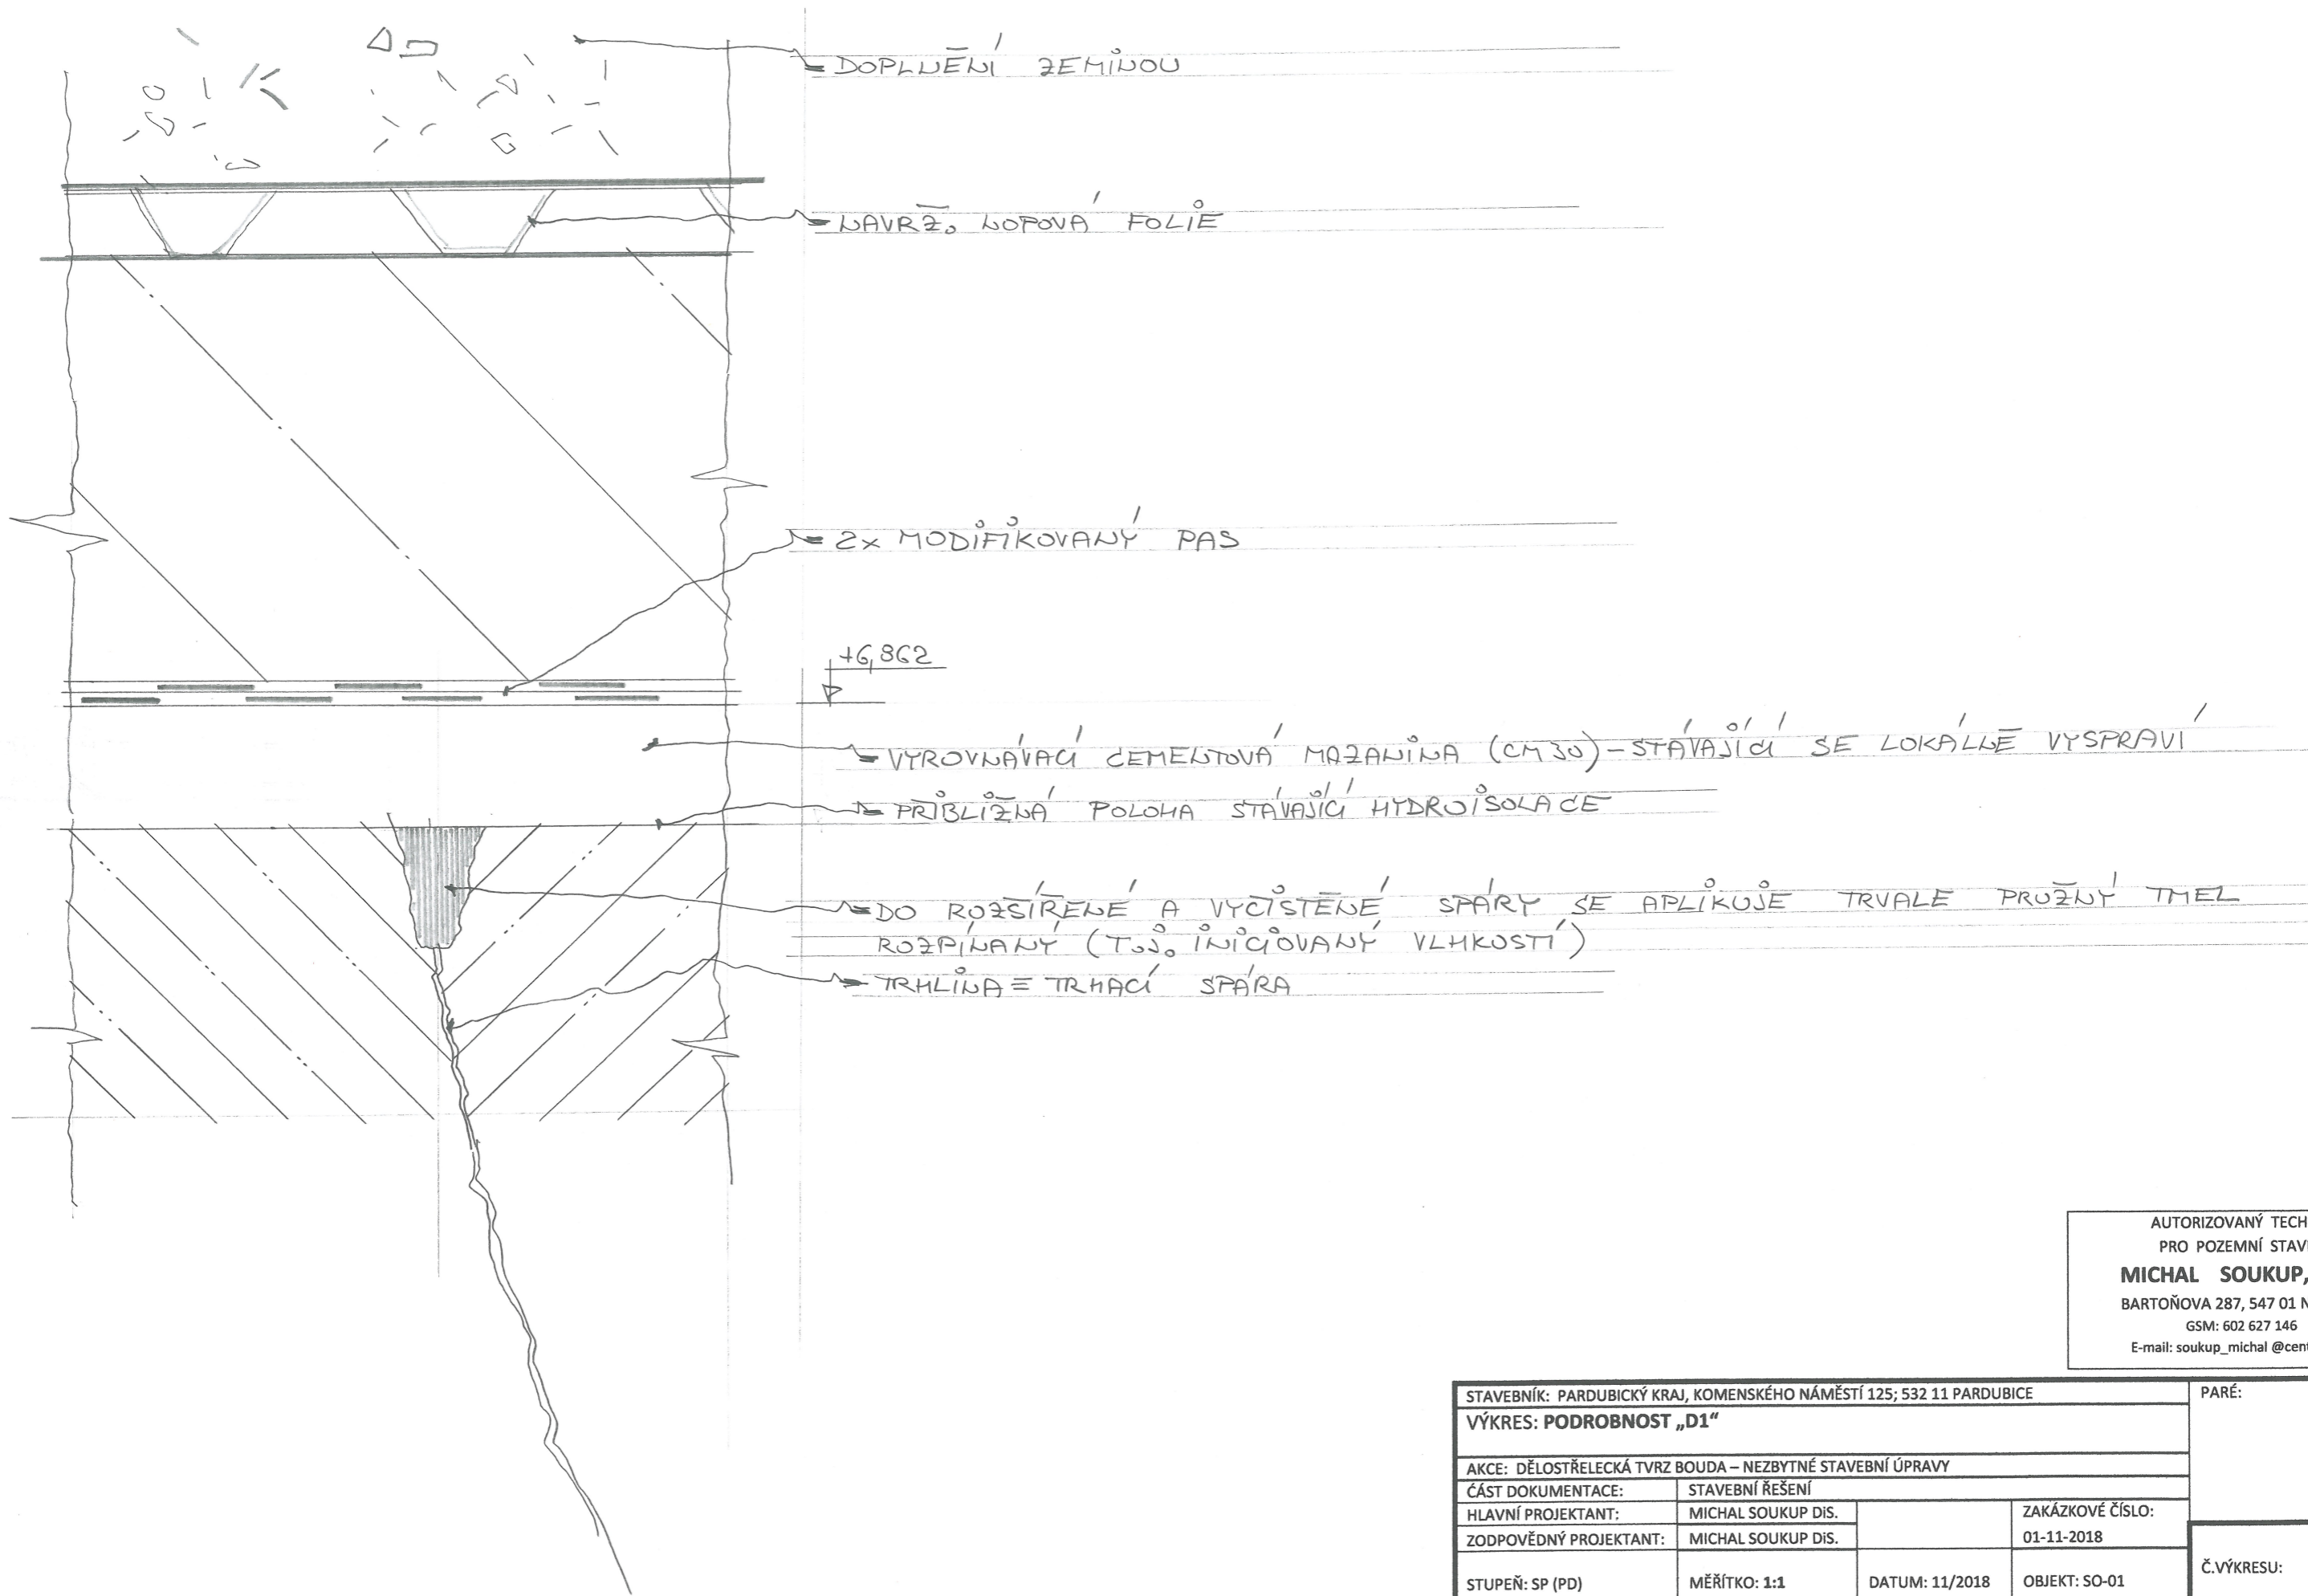 DOPLNĚNÍ ZEMINOU
NAVRŽ. NOPOVÁ FOLIE
2x MODIFIKOVANÝ PÁS
+6,862
VYROVNÁVACÍ CEMENTOVÁ MAZANINA (CM 30) - STÁVAJÍCÍ SE LOKÁLNĚ VYSPRAVÍ
PŘIBLIŽNÁ POLOHA STÁVAJÍCÍ HYDROISOLACE
DO ROZŠÍŘENÉ A VYČIŠTĚNÉ SPÁRY SE APLIKUJE TRVALE PRUŽNÝ TMEL
ROZPÍNANÝ (T.J. INICIOVANÝ VLHKOSTÍ)
TRHLINA = TRHACÍ SPÁRA
AUTORIZOVANÝ TECH
PRO POZEMNÍ STAV
MICHAL SOUKUP,
BARTOŇOVA 287, 547 01 N
GSM: 602 627 146
E-mail: soukup_michal @cen
STAVEBNÍK: PARDUBICKÝ KRAJ, KOMENSKÉHO NÁMĚSTÍ 125; 532 11 PARDUBICE
PARÉ:
VÝKRES: PODROBNOST „D1“
AKCE: DĚLOSTŘELECKÁ TVRZ BOUDA – NEZBYTNÉ STAVEBNÍ ÚPRAVY
ČÁST DOKUMENTACE: STAVEBNÍ ŘEŠENÍ
HLAVNÍ PROJEKTANT: MICHAL SOUKUP DiS. ZAKÁZKOVÉ ČÍSLO:
ZODPOVĚDNÝ PROJEKTANT: MICHAL SOUKUP DiS. 01-11-2018
STUPEŇ: SP (PD) MĚŘÍTKO: 1:1 DATUM: 11/2018 OBJEKT: SO-01
Č.VÝKRESU: